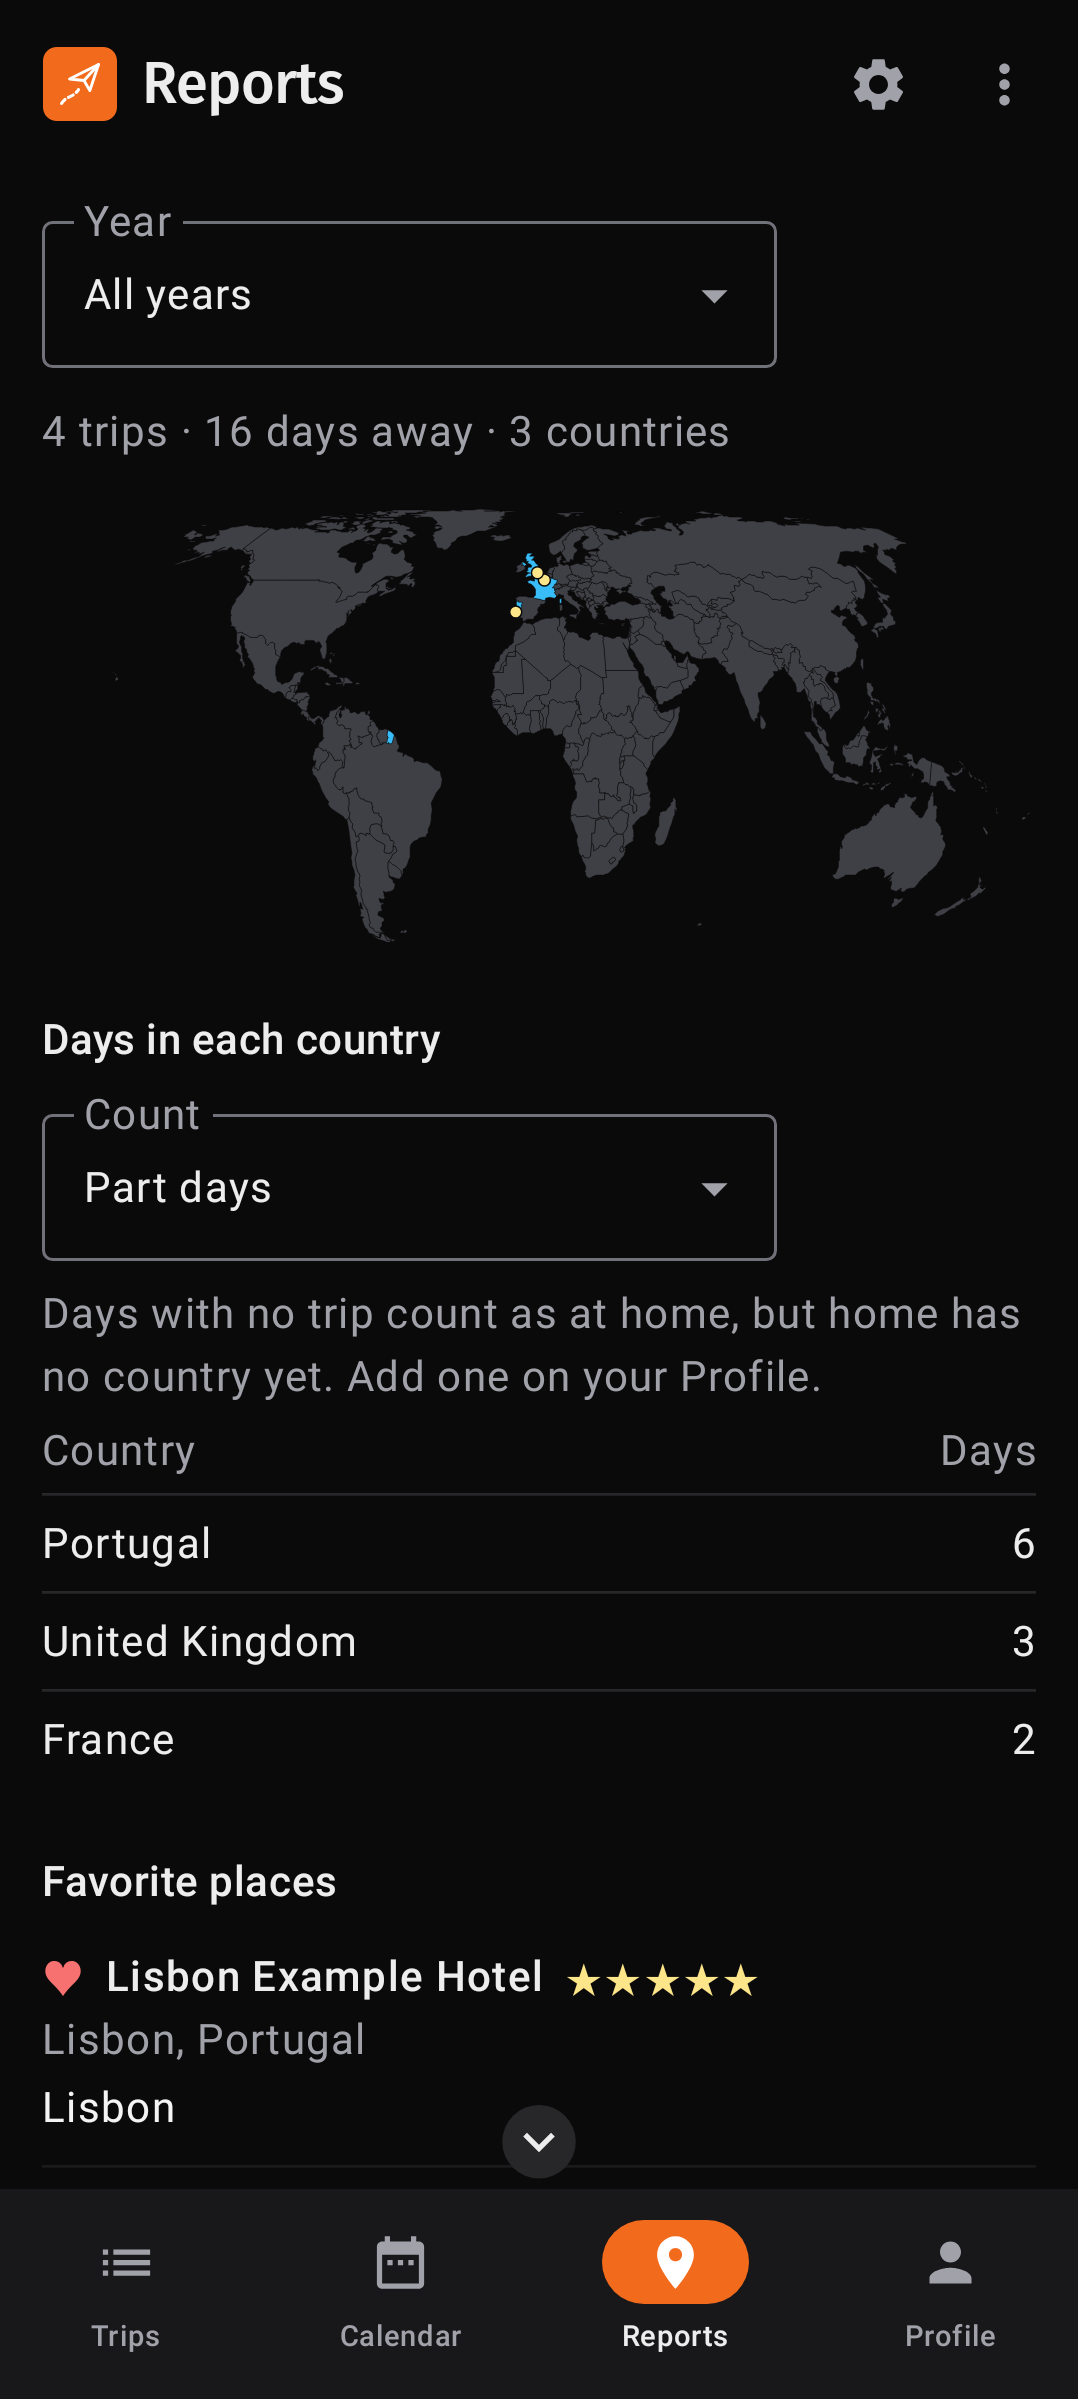 Reports
Year
All years
4 trips · 16 days away · 3 countries
Days in each country
Count
Part days
Days with no trip count as at home, but home has
no country yet. Add one on your Profile.
Country Days
Portugal 6
United Kingdom 3
France 2
Favorite places
Lisbon Example Hotel ★★★★★
Lisbon, Portugal
Lisbon
Trips Calendar Reports Profile